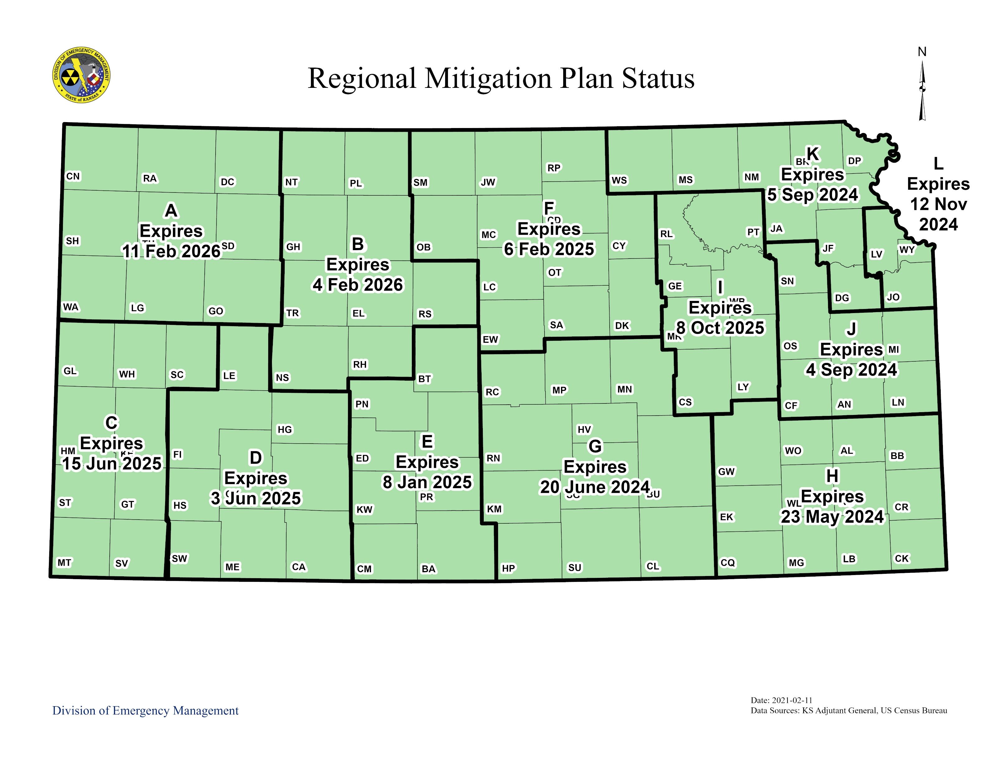 DIVISION OF EMERGENCY MANAGEMENT
STATE of KANSAS
Regional Mitigation Plan Status
N
CN
RA
DC
NT
PL
SM
JW
RP
WS
MS
NM
BR
DP
K
Expires
5 Sep 2024
L
Expires
12 Nov
2024
A
Expires
11 Feb 2026
SH
SD
GH
B
Expires
4 Feb 2026
OB
MC
F
CD
Expires
6 Feb 2025
CY
RL
PT
JA
JF
LV
WY
WA
LG
GO
TR
EL
RS
LC
OT
SA
DK
EW
GE
I
WB
Expires
8 Oct 2025
MR
SN
DG
JO
OS
J
Expires
4 Sep 2024
MI
GL
WH
SC
LE
NS
RH
BT
RC
MP
MN
CS
LY
CF
AN
LN
C
Expires
15 Jun 2025
HM
FI
HG
PN
ED
D
Expires
3 Jun 2025
E
Expires
8 Jan 2025
PR
RN
HV
G
Expires
20 June 2024
BU
GW
WO
AL
BB
H
Expires
23 May 2024
WL
CR
ST
GT
HS
KW
KM
EK
MT
SV
SW
ME
CA
CM
BA
HP
SU
CL
CQ
MG
LB
CK
Division of Emergency Management
Date: 2021-02-11
Data Sources: KS Adjutant General, US Census Bureau